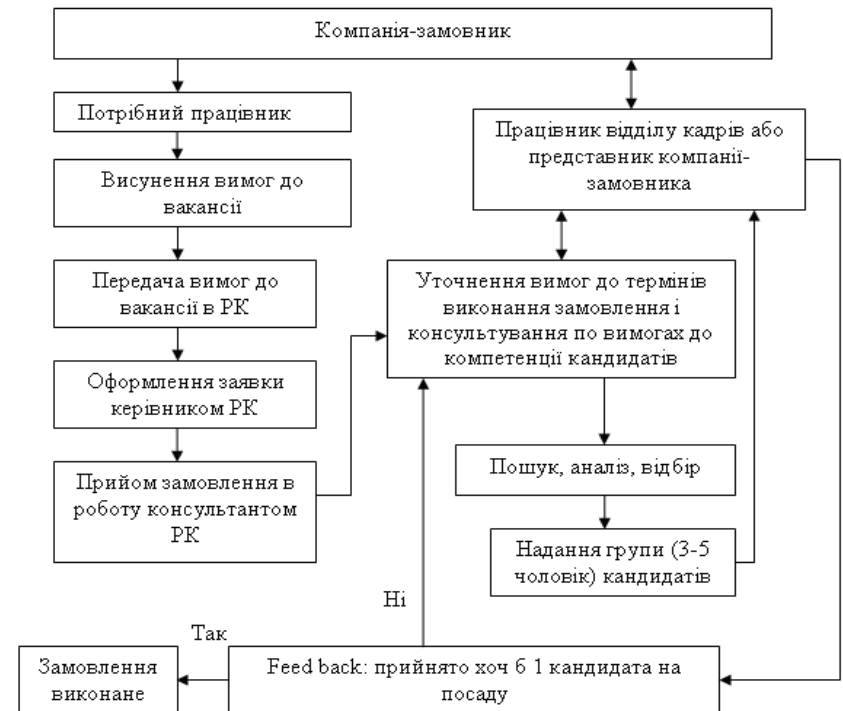 Компанія-замовник
Потрібний працівник
Висунення вимог до
вакансії
Передача вимог до
вакансії в РК
Оформлення заявки
керівником РК
Прийом замовлення в
роботу консультантом
РК
Працівник відділу кадрів або
представник компанії-
замовника
Уточнення вимог до термінів
виконання замовлення і
консультування по вимогах до
компетенції кандидатів
Пошук, аналіз, відбір
Надання групи (3-5
чоловік) кандидатів
Ні
Так
Замовлення
виконане
Feed back: прийнято хоч б 1 кандидата на
посаду